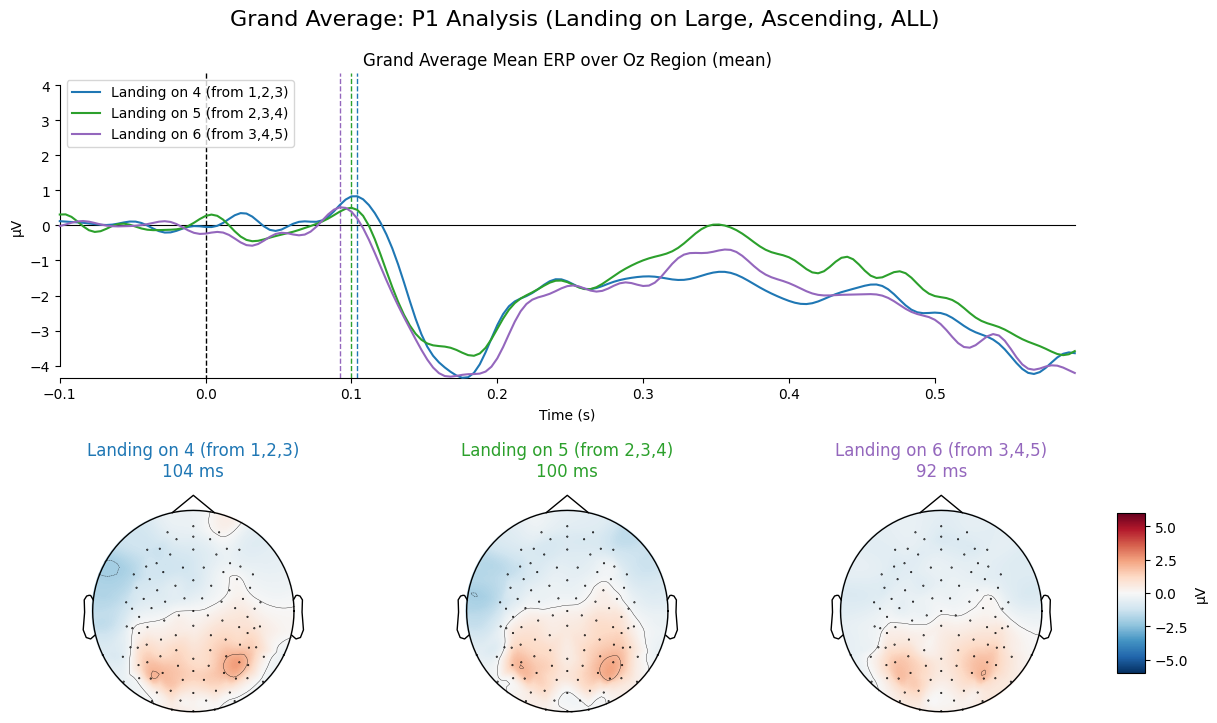 Grand Average: P1 Analysis (Landing on Large, Ascending, ALL)
Grand Average Mean ERP over Oz Region (mean)
Landing on 4 (from 1,2,3)
Landing on 5 (from 2,3,4)
Landing on 6 (from 3,4,5)
4
3
2
1
0
−1
−2
−3
−4
µV
−0.1
0.0
0.1
0.2
0.3
0.4
0.5
Time (s)
Landing on 4 (from 1,2,3)
104 ms
Landing on 5 (from 2,3,4)
100 ms
Landing on 6 (from 3,4,5)
92 ms
5.0
2.5
0.0
−2.5
−5.0
µV